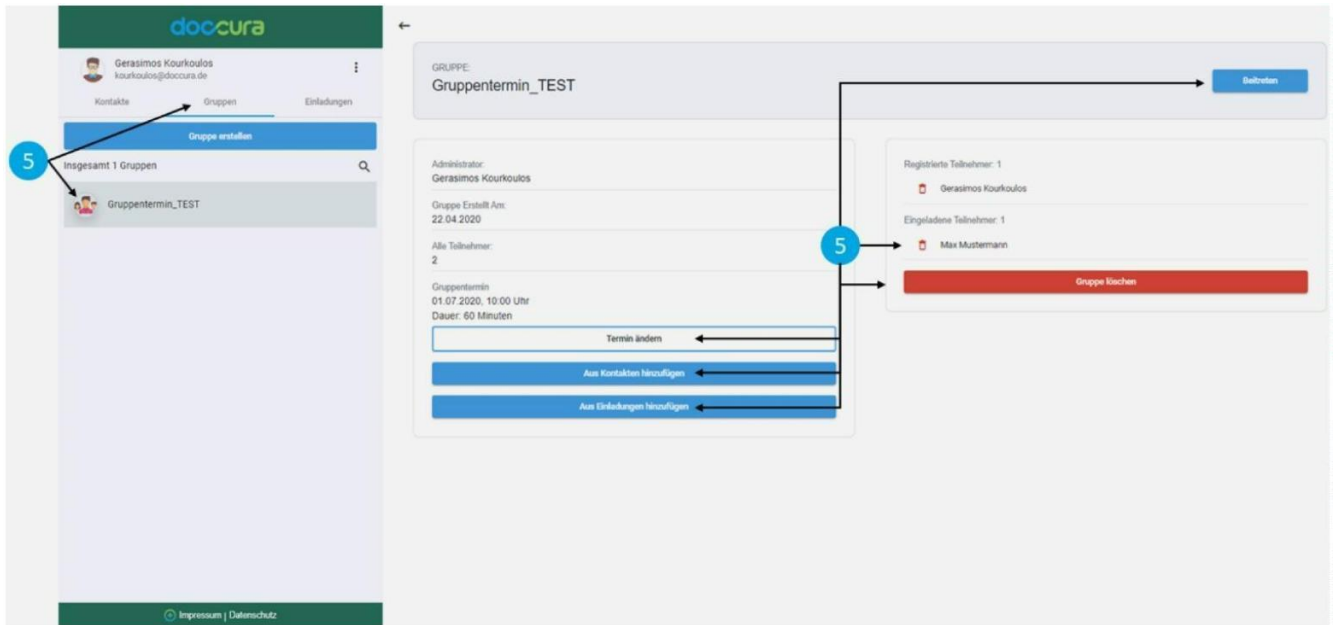 doccura
Gerasimos Kourkoulos
kourkoulos@doccura.de
Kontakte Gruppen Einladungen
Gruppe erstellen
5
Insgesamt 1 Gruppen
Gruppentermin_TEST
Impressum | Datenschutz
GRUPPE:
Gruppentermin_TEST
Beitreten
Administrator:
Gerasimos Kourkoulos
Gruppe Erstellt Am:
22.04.2020
Alle Teilnehmer:
2
Gruppentermin
01.07.2020, 10:00 Uhr
Dauer: 60 Minuten
Termin ändern
Aus Kontakten hinzufügen
Aus Einladungen hinzufügen
5
Registrierte Teilnehmer: 1
Gerasimos Kourkoulos
Eingeladene Teilnehmer: 1
Max Mustermann
Gruppe löschen